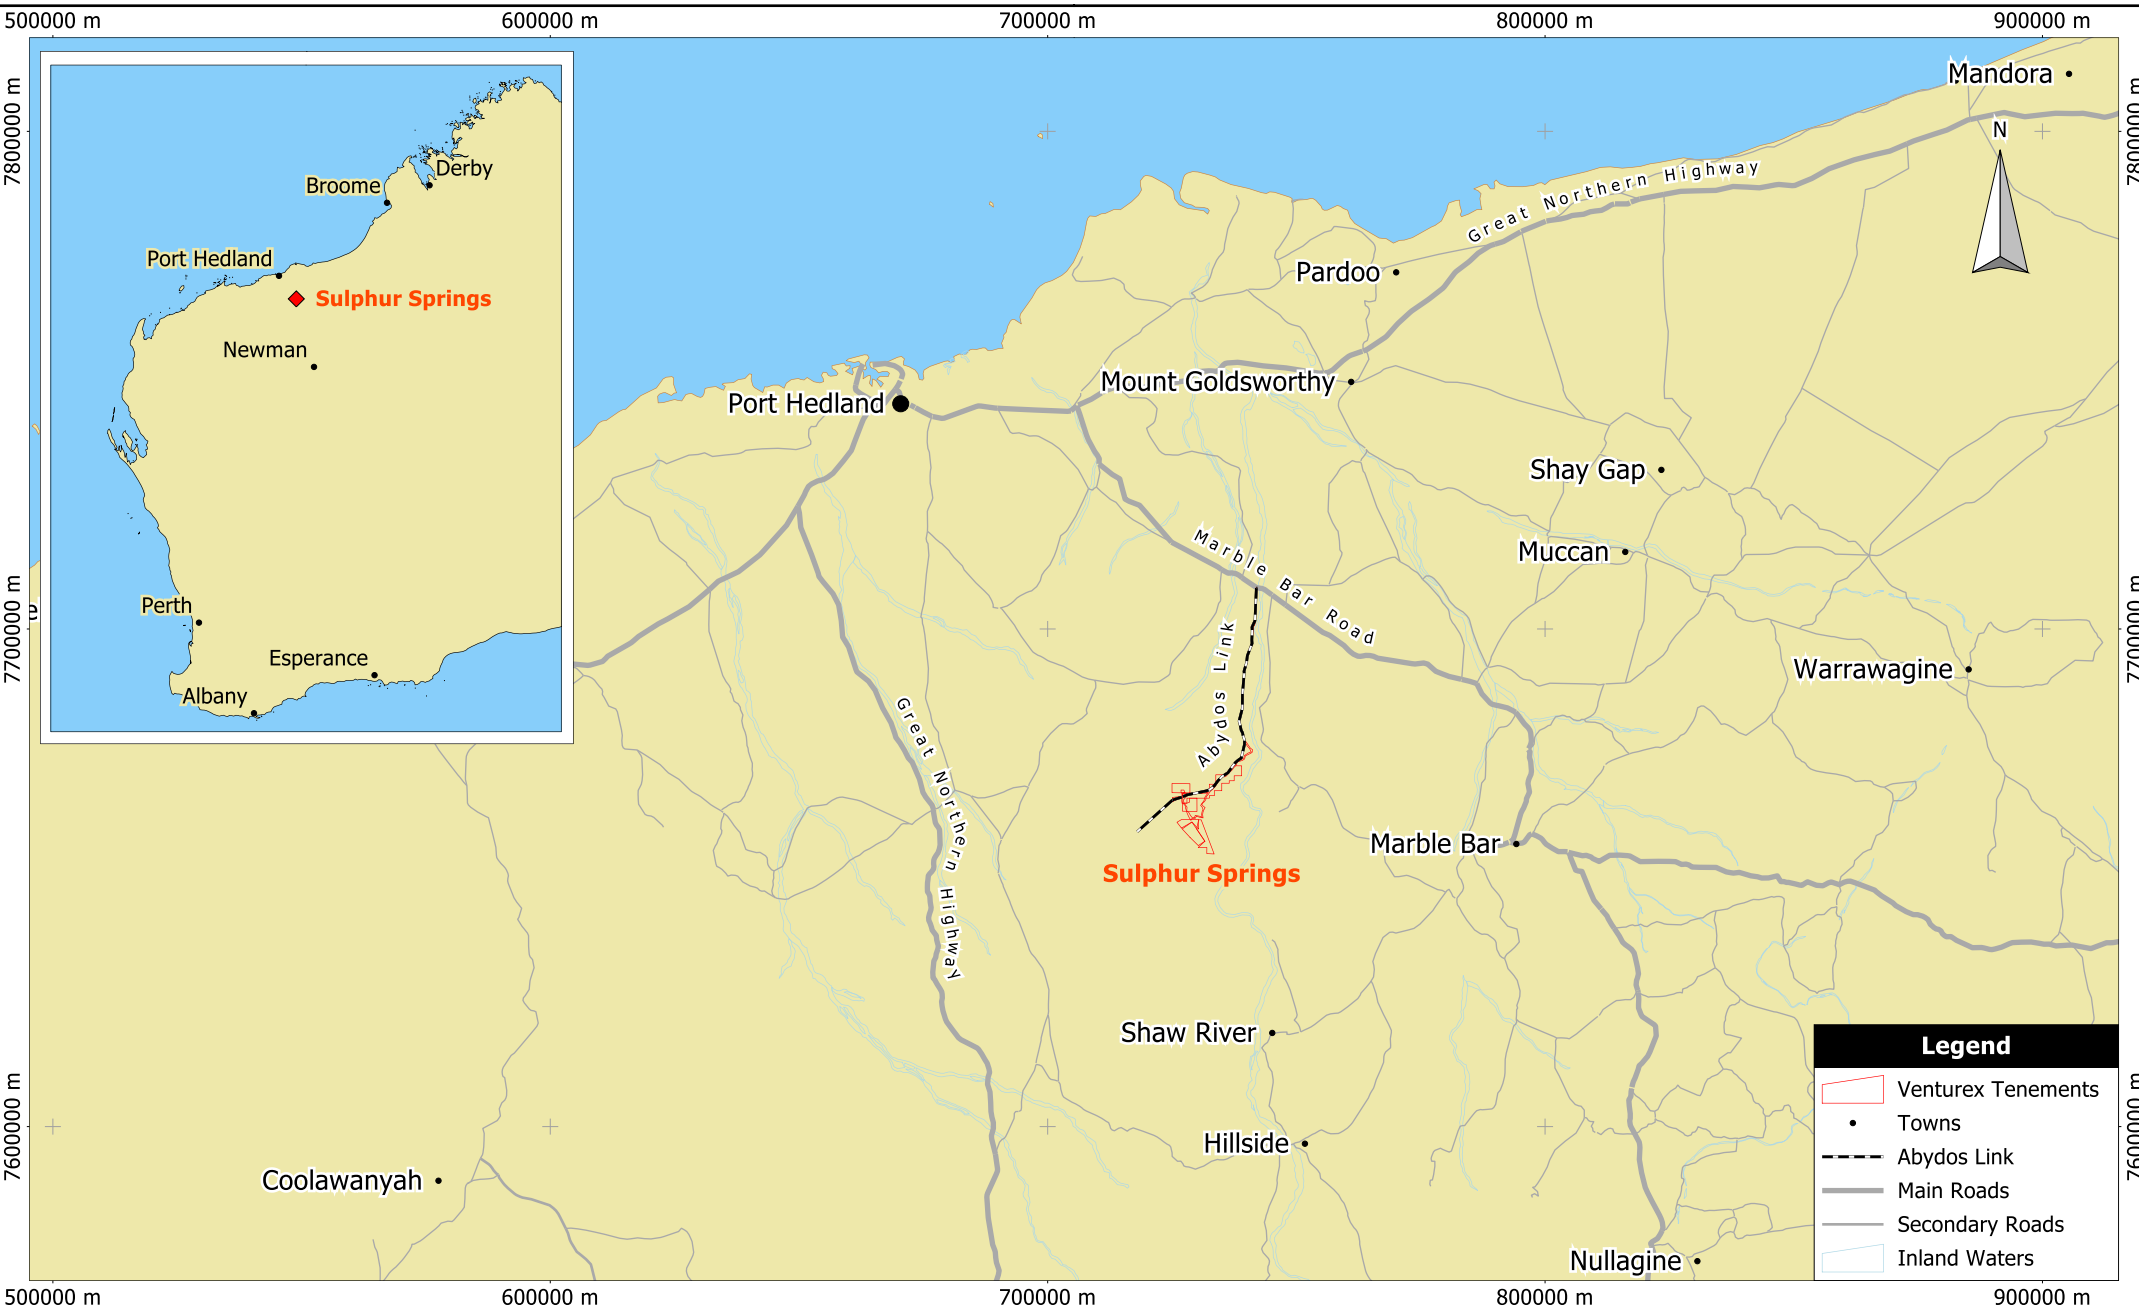 500000 m
600000 m
700000 m
800000 m
900000 m
7800000 m
7800000 m
Mandora
N
Derby
Broome
Port Hedland
Sulphur Springs
Newman
Perth
Esperance
Albany
Great Northern Highway
Pardoo
Mount Goldsworthy
Port Hedland
Shay Gap
Marble Bar Road
Muccan
7700000 m
7700000 m
e
Abydos Link
Warrawagine
Great Northern Highway
Marble Bar
Sulphur Springs
Shaw River
Hillside
Coolawanyah
Nullagine
7600000 m
7600000 m
Legend
Venturex Tenements
Towns
Abydos Link
Main Roads
Secondary Roads
Inland Waters
500000 m
600000 m
700000 m
800000 m
900000 m